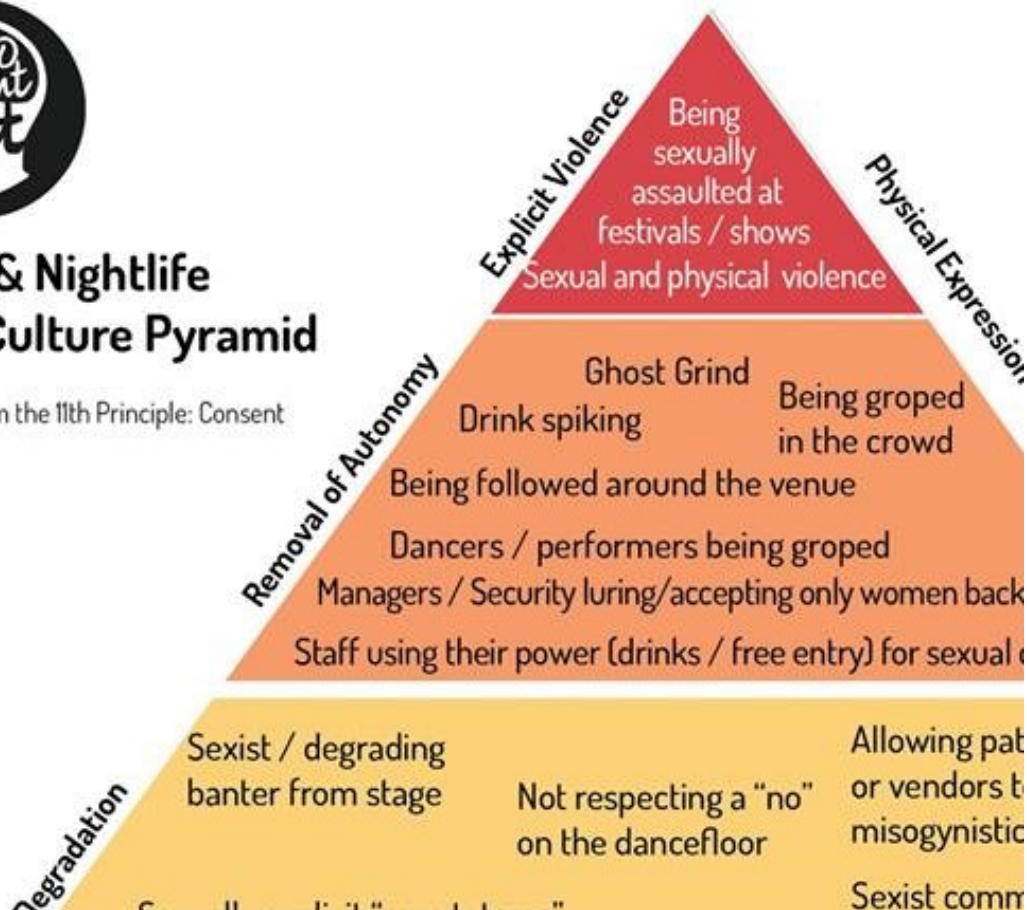 & Nightlife
Culture Pyramid
the 11th Principle: Consent
Explicit Violence
Physical Expression
Being
sexually
assaulted at
festivals / shows
Sexual and physical violence
Removal of Autonomy
Ghost Grind
Drink spiking
Being groped
in the crowd
Being followed around the venue
Dancers / performers being groped
Managers / Security luring/accepting only women back
Staff using their power (drinks / free entry) for sexual
Degradation
Sexist / degrading
banter from stage
Not respecting a “no”
on the dancefloor
Allowing
or vendors
misogynistic
Sexist